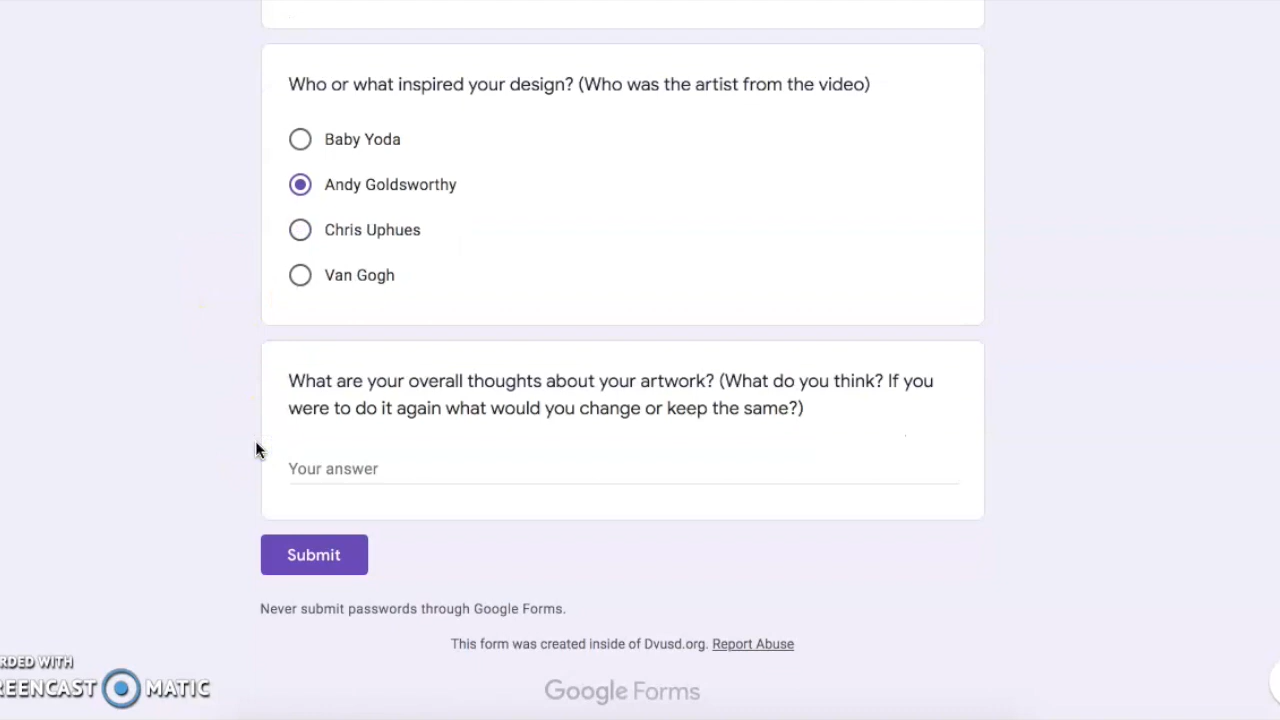 Who or what inspired your design? (Who was the artist from the video)
Baby Yoda
Andy Goldsworthy
Chris Uphues
Van Gogh
What are your overall thoughts about your artwork? (What do you think? If you
were to do it again what would you change or keep the same?)
Your answer
Submit
Never submit passwords through Google Forms.
This form was created inside of Dvusd.org. Report Abuse
Google Forms
RDED WITH
REENCAST MATIC